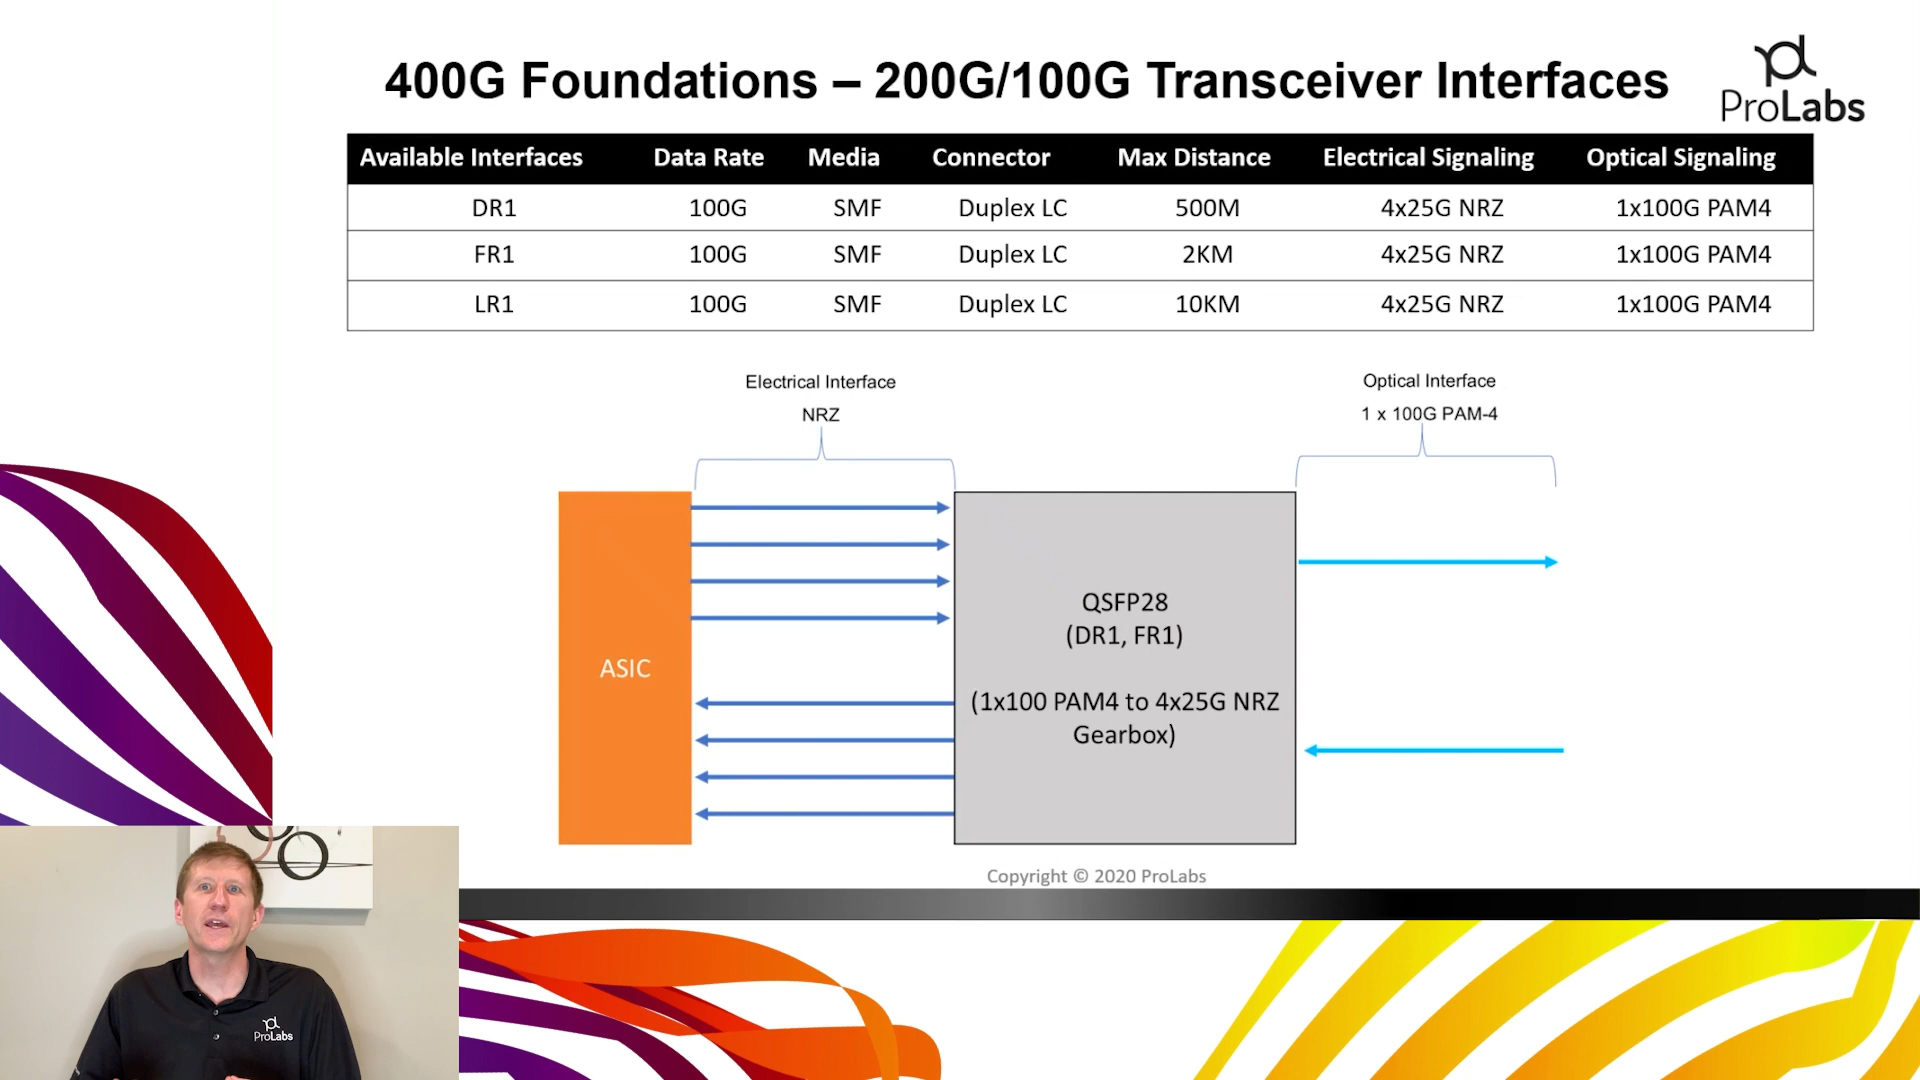 400G Foundations – 200G/100G Transceiver Interfaces
ProLabs
Available Interfaces Data Rate Media Connector Max Distance Electrical Signaling Optical Signaling
DR1 100G SMF Duplex LC 500M 4x25G NRZ 1x100G PAM4
FR1 100G SMF Duplex LC 2KM 4x25G NRZ 1x100G PAM4
LR1 100G SMF Duplex LC 10KM 4x25G NRZ 1x100G PAM4
Electrical Interface
NRZ
Optical Interface
1 x 100G PAM-4
ASIC
QSFP28
(DR1, FR1)
(1x100 PAM4 to 4x25G NRZ
Gearbox)
Copyright © 2020 ProLabs
ProLabs